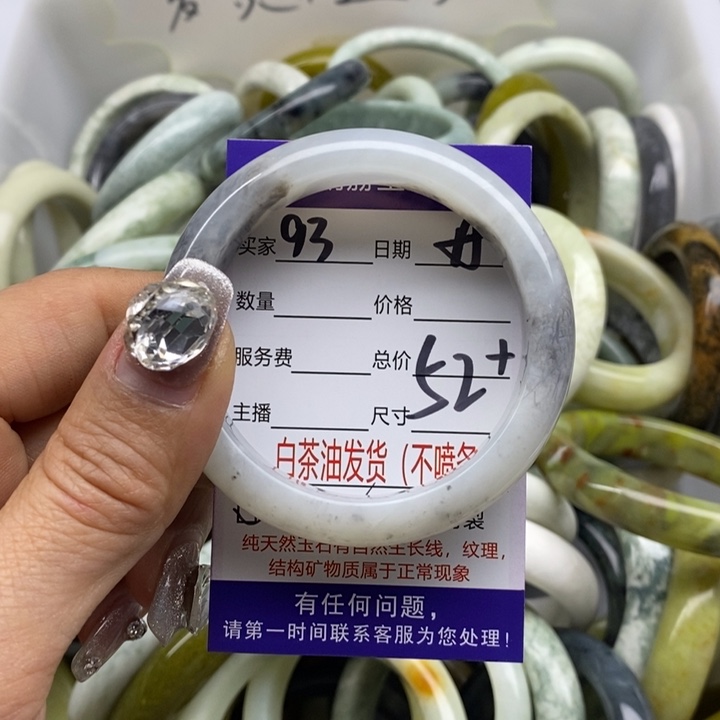 买家 93 日期
数量 价格
服务费 总价
主播 尺寸 52+
白茶油发货（不喷
纯天然玉石有自然生长线，纹理，
结构矿物质属于正常现象
有任何问题，
请第一时间联系客服为您处理！